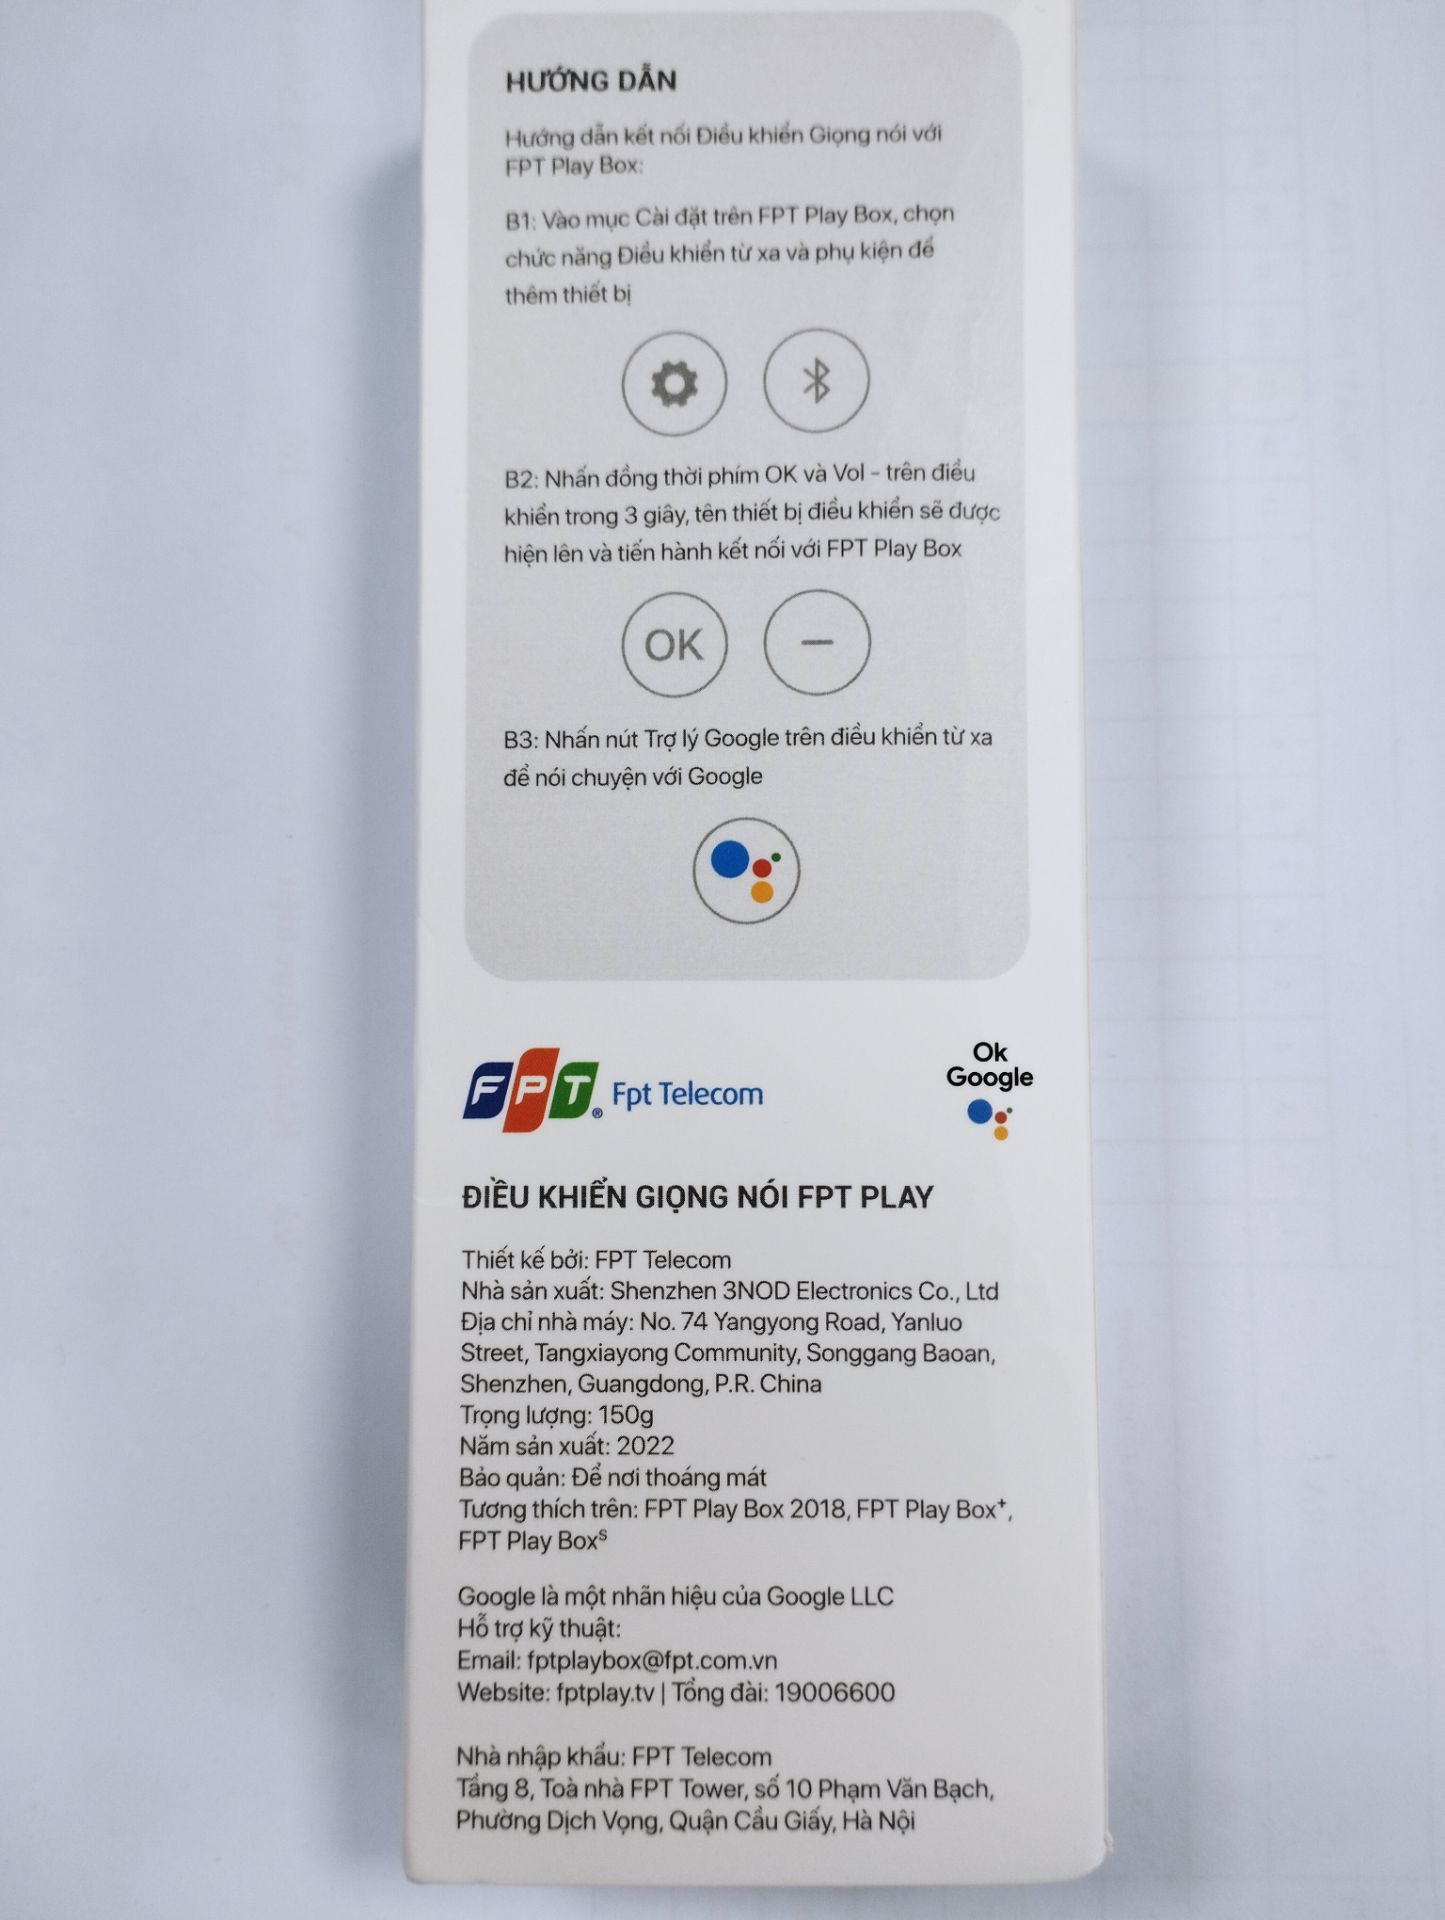 HƯỚNG DẪN
Hướng dẫn kết nối Điều khiển Giọng nói với
FPT Play Box:
B1: Vào mục Cài đặt trên FPT Play Box, chọn
chức năng Điều khiển từ xa và phụ kiện để
thêm thiết bị
B2: Nhấn đồng thời phím OK và Vol - trên điều
khiển trong 3 giây, tên thiết bị điều khiển sẽ được
hiện lên và tiến hành kết nối với FPT Play Box
OK −
B3: Nhấn nút Trợ lý Google trên điều khiển từ xa
để nói chuyện với Google
FPT® Fpt Telecom
Ok
Google
ĐIỀU KHIỂN GIỌNG NÓI FPT PLAY
Thiết kế bởi: FPT Telecom
Nhà sản xuất: Shenzhen 3NOD Electronics Co., Ltd
Địa chỉ nhà máy: No. 74 Yangyong Road, Yanluo
Street, Tangxiayong Community, Songgang Baoan,
Shenzhen, Guangdong, P.R. China
Trọng lượng: 150g
Năm sản xuất: 2022
Bảo quản: Để nơi thoáng mát
Tương thích trên: FPT Play Box 2018, FPT Play Box⁺,
FPT Play Boxˢ
Google là một nhãn hiệu của Google LLC
Hỗ trợ kỹ thuật:
Email: fptplaybox@fpt.com.vn
Website: fptplay.tv | Tổng đài: 19006600
Nhà nhập khẩu: FPT Telecom
Tầng 8, Toà nhà FPT Tower, số 10 Phạm Văn Bạch,
Phường Dịch Vọng, Quận Cầu Giấy, Hà Nội